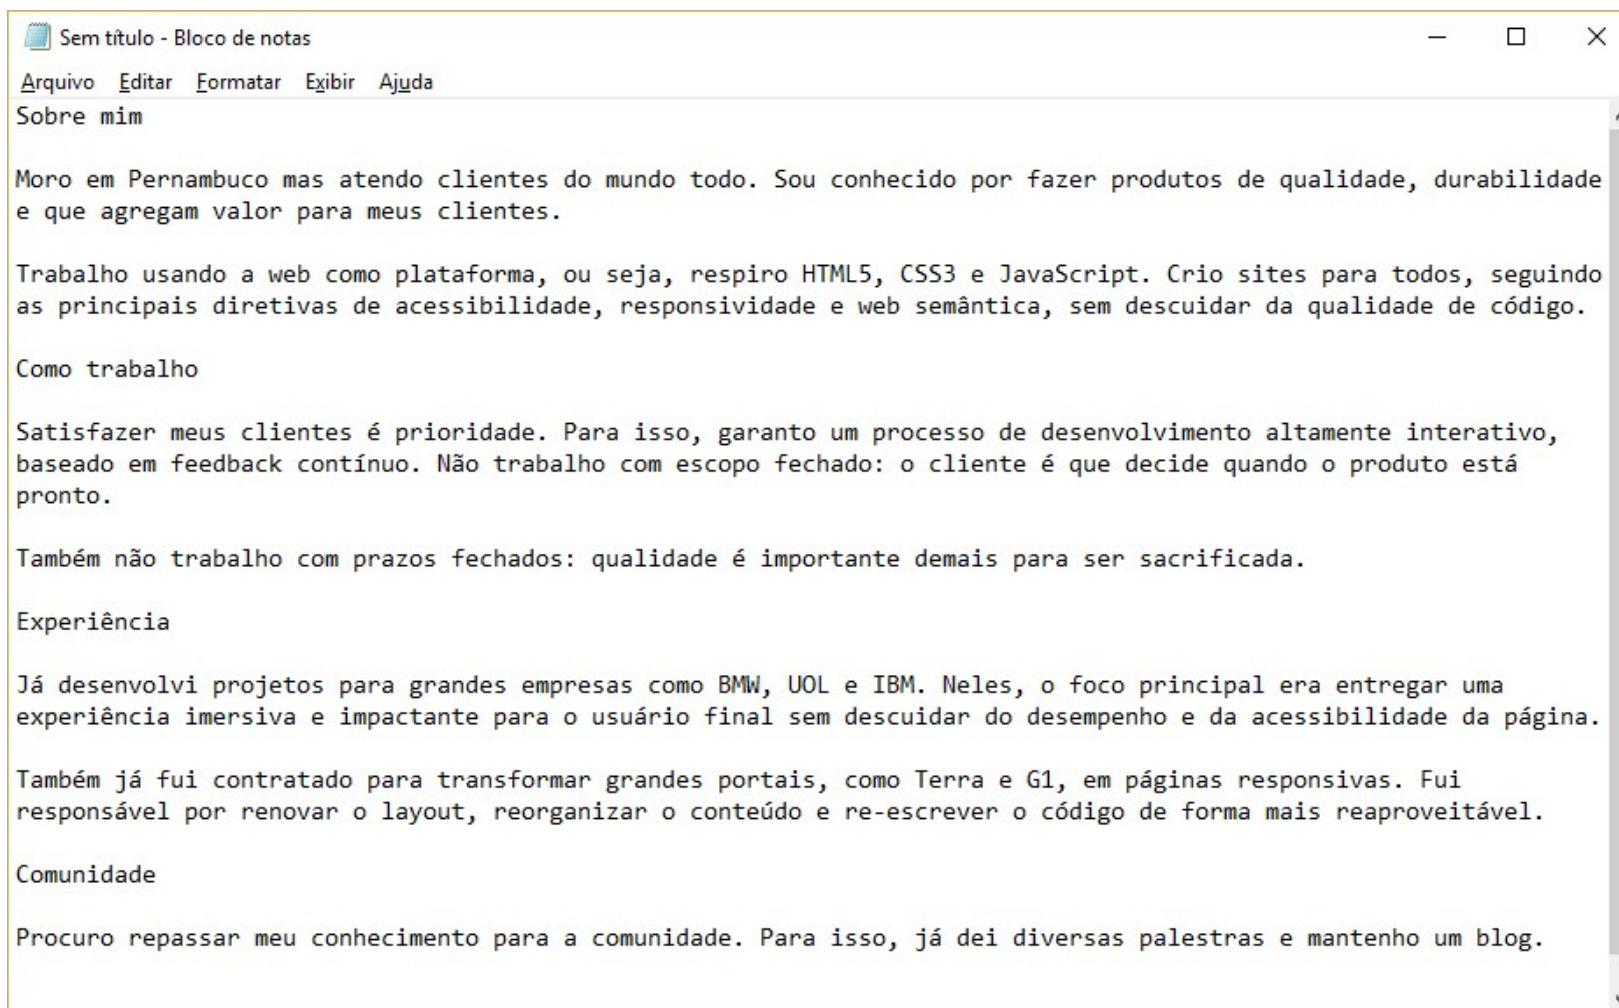 Sem título - Bloco de notas
Arquivo Editar Formatar Exibir Ajuda
Sobre mim
Moro em Pernambuco mas atendo clientes do mundo todo. Sou conhecido por fazer produtos de qualidade, durabilidade
e que agregam valor para meus clientes.
Trabalho usando a web como plataforma, ou seja, respiro HTML5, CSS3 e JavaScript. Crio sites para todos, seguindo
as principais diretivas de acessibilidade, responsividade e web semântica, sem descuidar da qualidade de código.
Como trabalho
Satisfazer meus clientes é prioridade. Para isso, garanto um processo de desenvolvimento altamente interativo,
baseado em feedback contínuo. Não trabalho com escopo fechado: o cliente é que decide quando o produto está
pronto.
Também não trabalho com prazos fechados: qualidade é importante demais para ser sacrificada.
Experiência
Já desenvolvi projetos para grandes empresas como BMW, UOL e IBM. Neles, o foco principal era entregar uma
experiência imersiva e impactante para o usuário final sem descuidar do desempenho e da acessibilidade da página.
Também já fui contratado para transformar grandes portais, como Terra e G1, em páginas responsivas. Fui
responsável por renovar o layout, reorganizar o conteúdo e re-escrever o código de forma mais reaproveitável.
Comunidade
Procuro repassar meu conhecimento para a comunidade. Para isso, já dei diversas palestras e mantenho um blog.